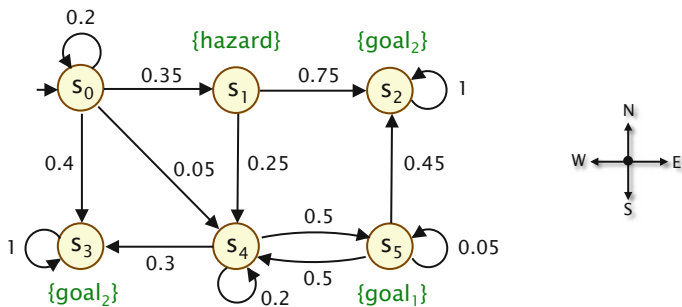 0.2
{hazard}
{goal₂}
s₀
0.35
s₁
0.75
s₂
1
N
W
E
S
0.4
0.05
0.25
0.45
1
s₃
0.3
s₄
0.5
0.5
s₅
0.05
{goal₂}
0.2
{goal₁}